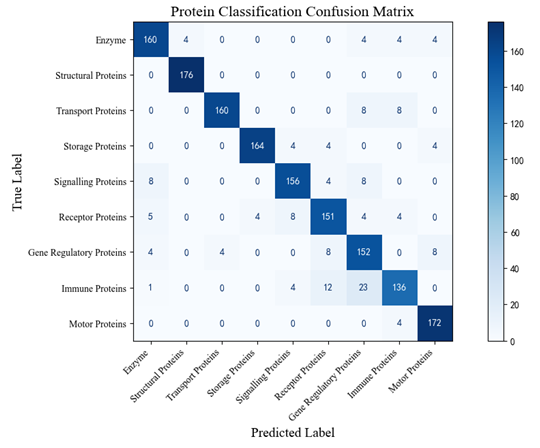 Protein Classification Confusion Matrix
Enzyme 160 4 0 0 0 0 4 4 4
Structural Proteins 0 176 0 0 0 0 0 0 0
Transport Proteins 0 0 160 0 0 0 8 8 0
Storage Proteins 0 0 0 164 4 4 0 0 4
Signalling Proteins 8 0 0 0 156 4 8 0 0
Receptor Proteins 5 0 0 4 8 151 4 4 0
Gene Regulatory Proteins 4 0 4 0 0 8 152 0 8
Immune Proteins 1 0 0 0 4 12 23 136 0
Motor Proteins 0 0 0 0 0 0 0 4 172
Enzyme
Structural Proteins
Transport Proteins
Storage Proteins
Signalling Proteins
Receptor Proteins
Gene Regulatory Proteins
Immune Proteins
Motor Proteins
Predicted Label
True Label
160
140
120
100
80
60
40
20
0